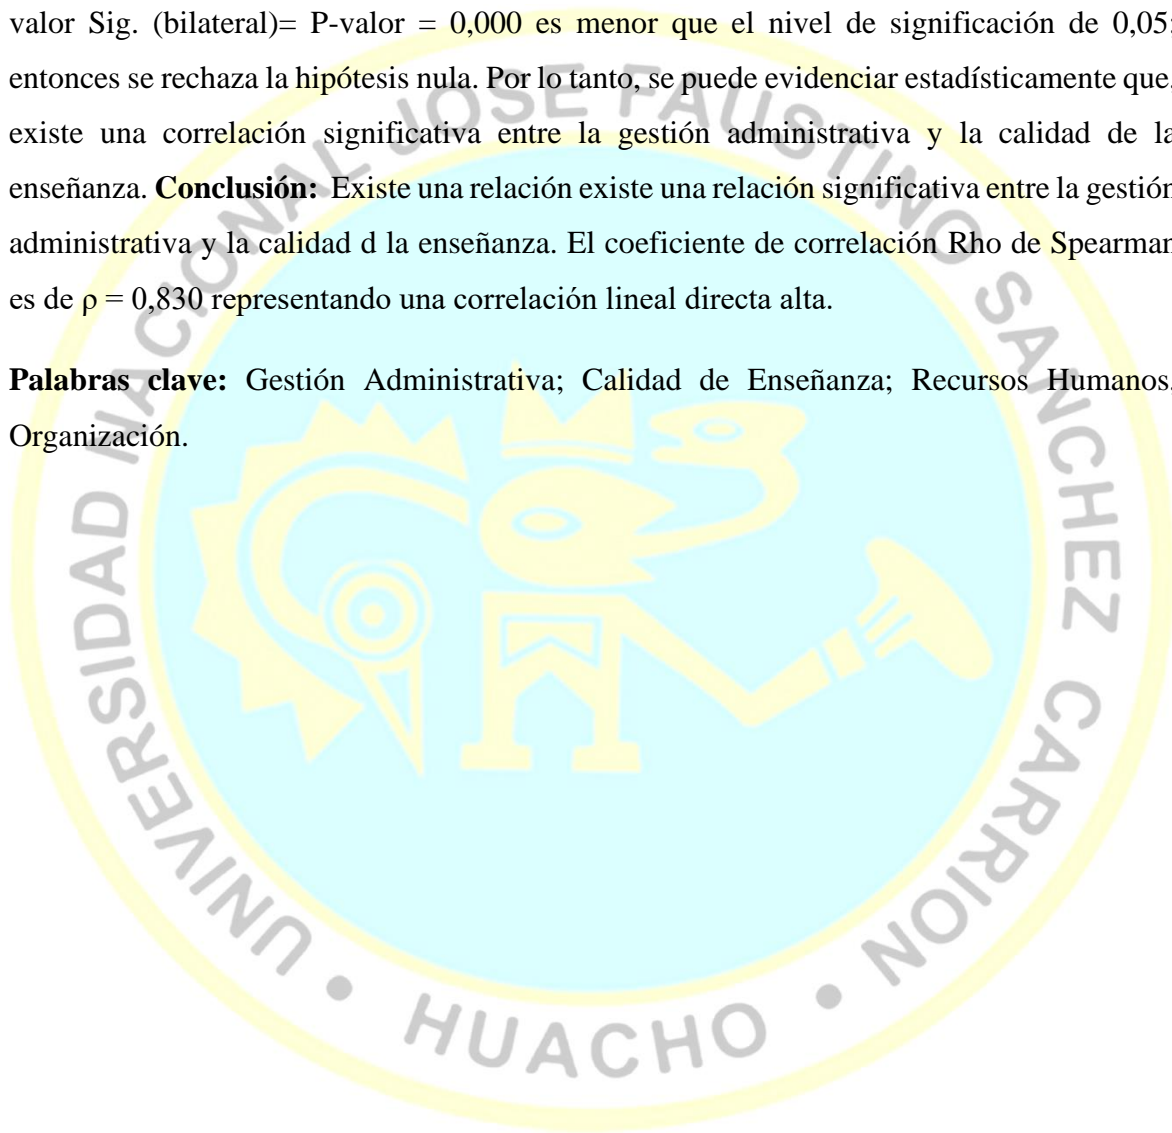 valor Sig. (bilateral)= P-valor = 0,000 es menor que el nivel de significación de 0,05;
entonces se rechaza la hipótesis nula. Por lo tanto, se puede evidenciar estadísticamente que,
existe una correlación significativa entre la gestión administrativa y la calidad de la
enseñanza. Conclusión: Existe una relación existe una relación significativa entre la gestión
administrativa y la calidad d la enseñanza. El coeficiente de correlación Rho de Spearman
es de ρ = 0,830 representando una correlación lineal directa alta.
Palabras clave: Gestión Administrativa; Calidad de Enseñanza; Recursos Humanos,
Organización.
UNIVERSIDAD NACIONAL JOSE FAUSTINO SANCHEZ CARRION
• HUACHO •